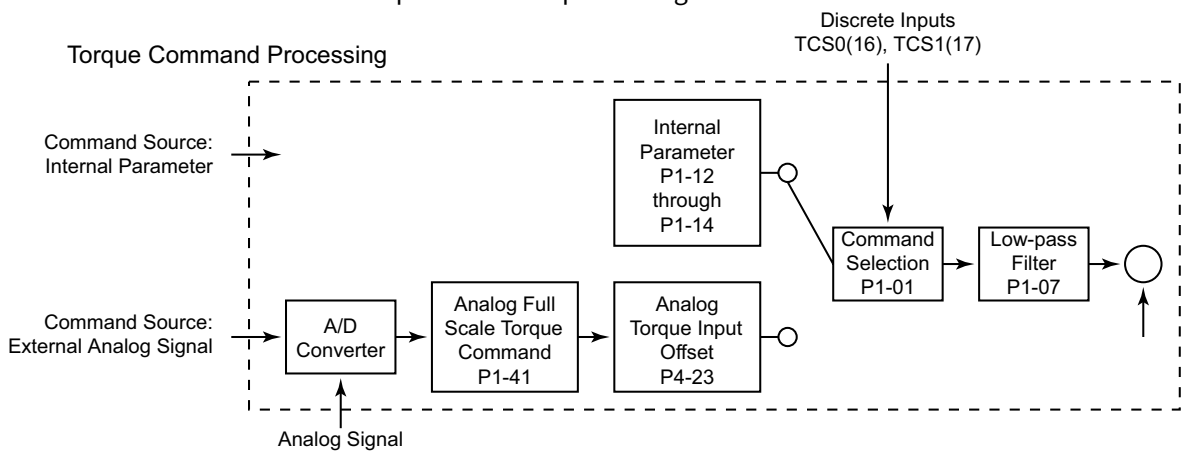 Discrete Inputs
TCS0(16), TCS1(17)
Torque Command Processing
Command Source:
Internal Parameter
Internal
Parameter
P1-12
through
P1-14
Command
Selection
P1-01
Low-pass
Filter
P1-07
Command Source:
External Analog Signal
A/D
Converter
Analog Full
Scale Torque
Command
P1-41
Analog
Torque Input
Offset
P4-23
Analog Signal